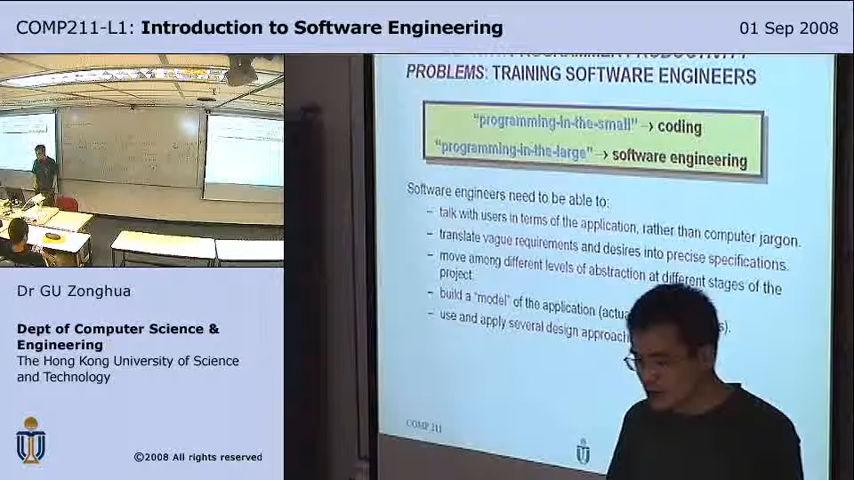 COMP211-L1: Introduction to Software Engineering
01 Sep 2008
PROBLEMS: TRAINING SOFTWARE ENGINEERS
"programming-in-the-small" → coding
"programming-in-the-large" → software engineering
Software engineers need to be able to:
– talk with users in terms of the application, rather than computer jargon.
– translate vague requirements and desires into precise specifications.
– move among different levels of abstraction at different stages of the
project.
– build a "model" of the application
– use and apply several design
COMP 211
Dr GU Zonghua
Dept of Computer Science &
Engineering
The Hong Kong University of Science
and Technology
©2008 All rights reserved